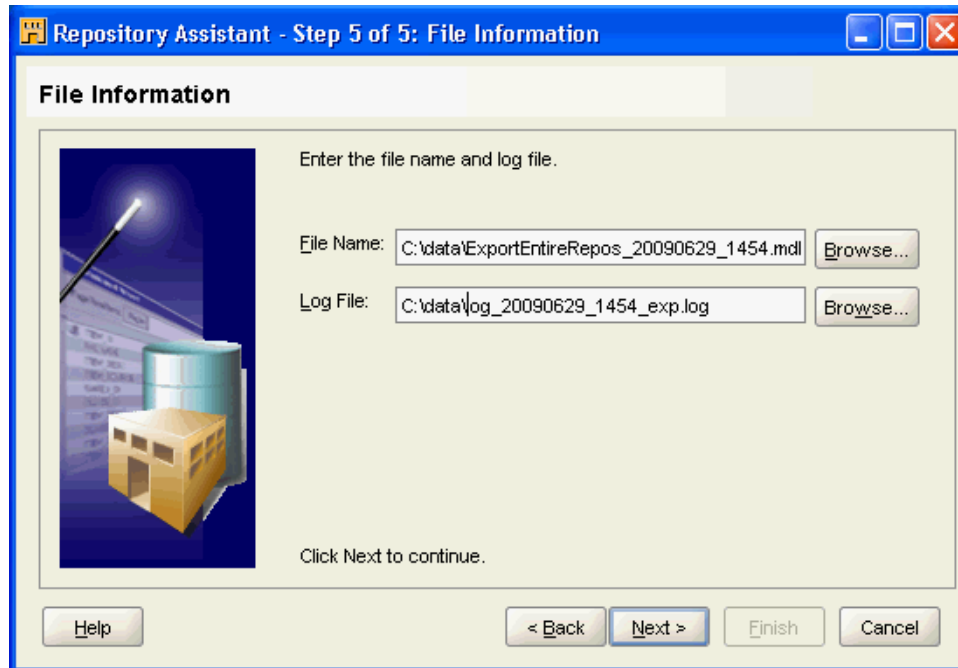 Repository Assistant - Step 5 of 5: File Information
File Information
Enter the file name and log file.
File Name: C:\data\ExportEntireRepos_20090629_1454.mdl Browse...
Log File: C:\data\log_20090629_1454_exp.log Browse...
Click Next to continue.
Help < Back Next > Finish Cancel